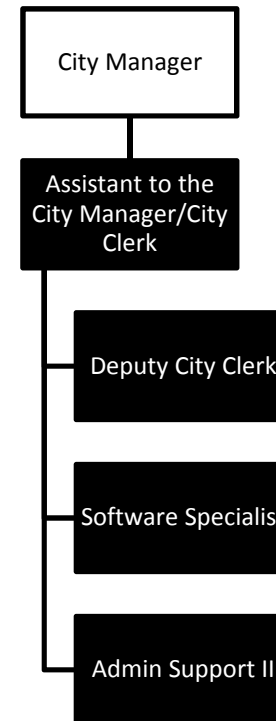 City Manager
Assistant to the
City Manager/City
Clerk
Deputy City Clerk
Software Specialis
Admin Support II